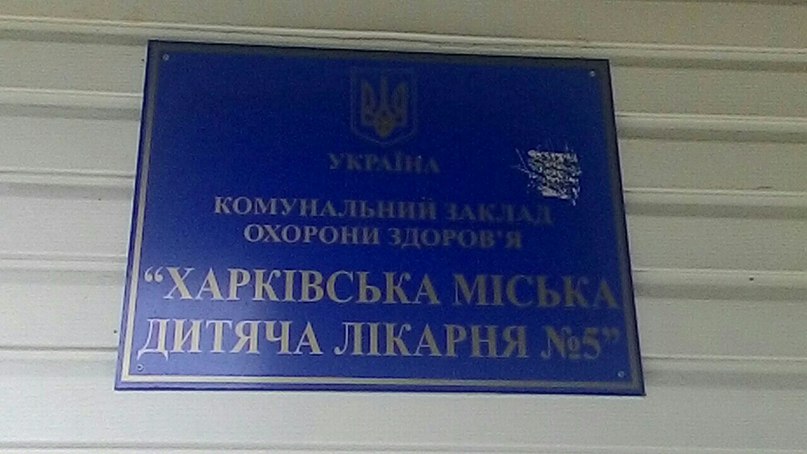 УКРАЇНА
КОМУНАЛЬНИЙ ЗАКЛАД
ОХОРОНИ ЗДОРОВ'Я
“ХАРКІВСЬКА МІСЬКА
ДИТЯЧА ЛІКАРНЯ №5”